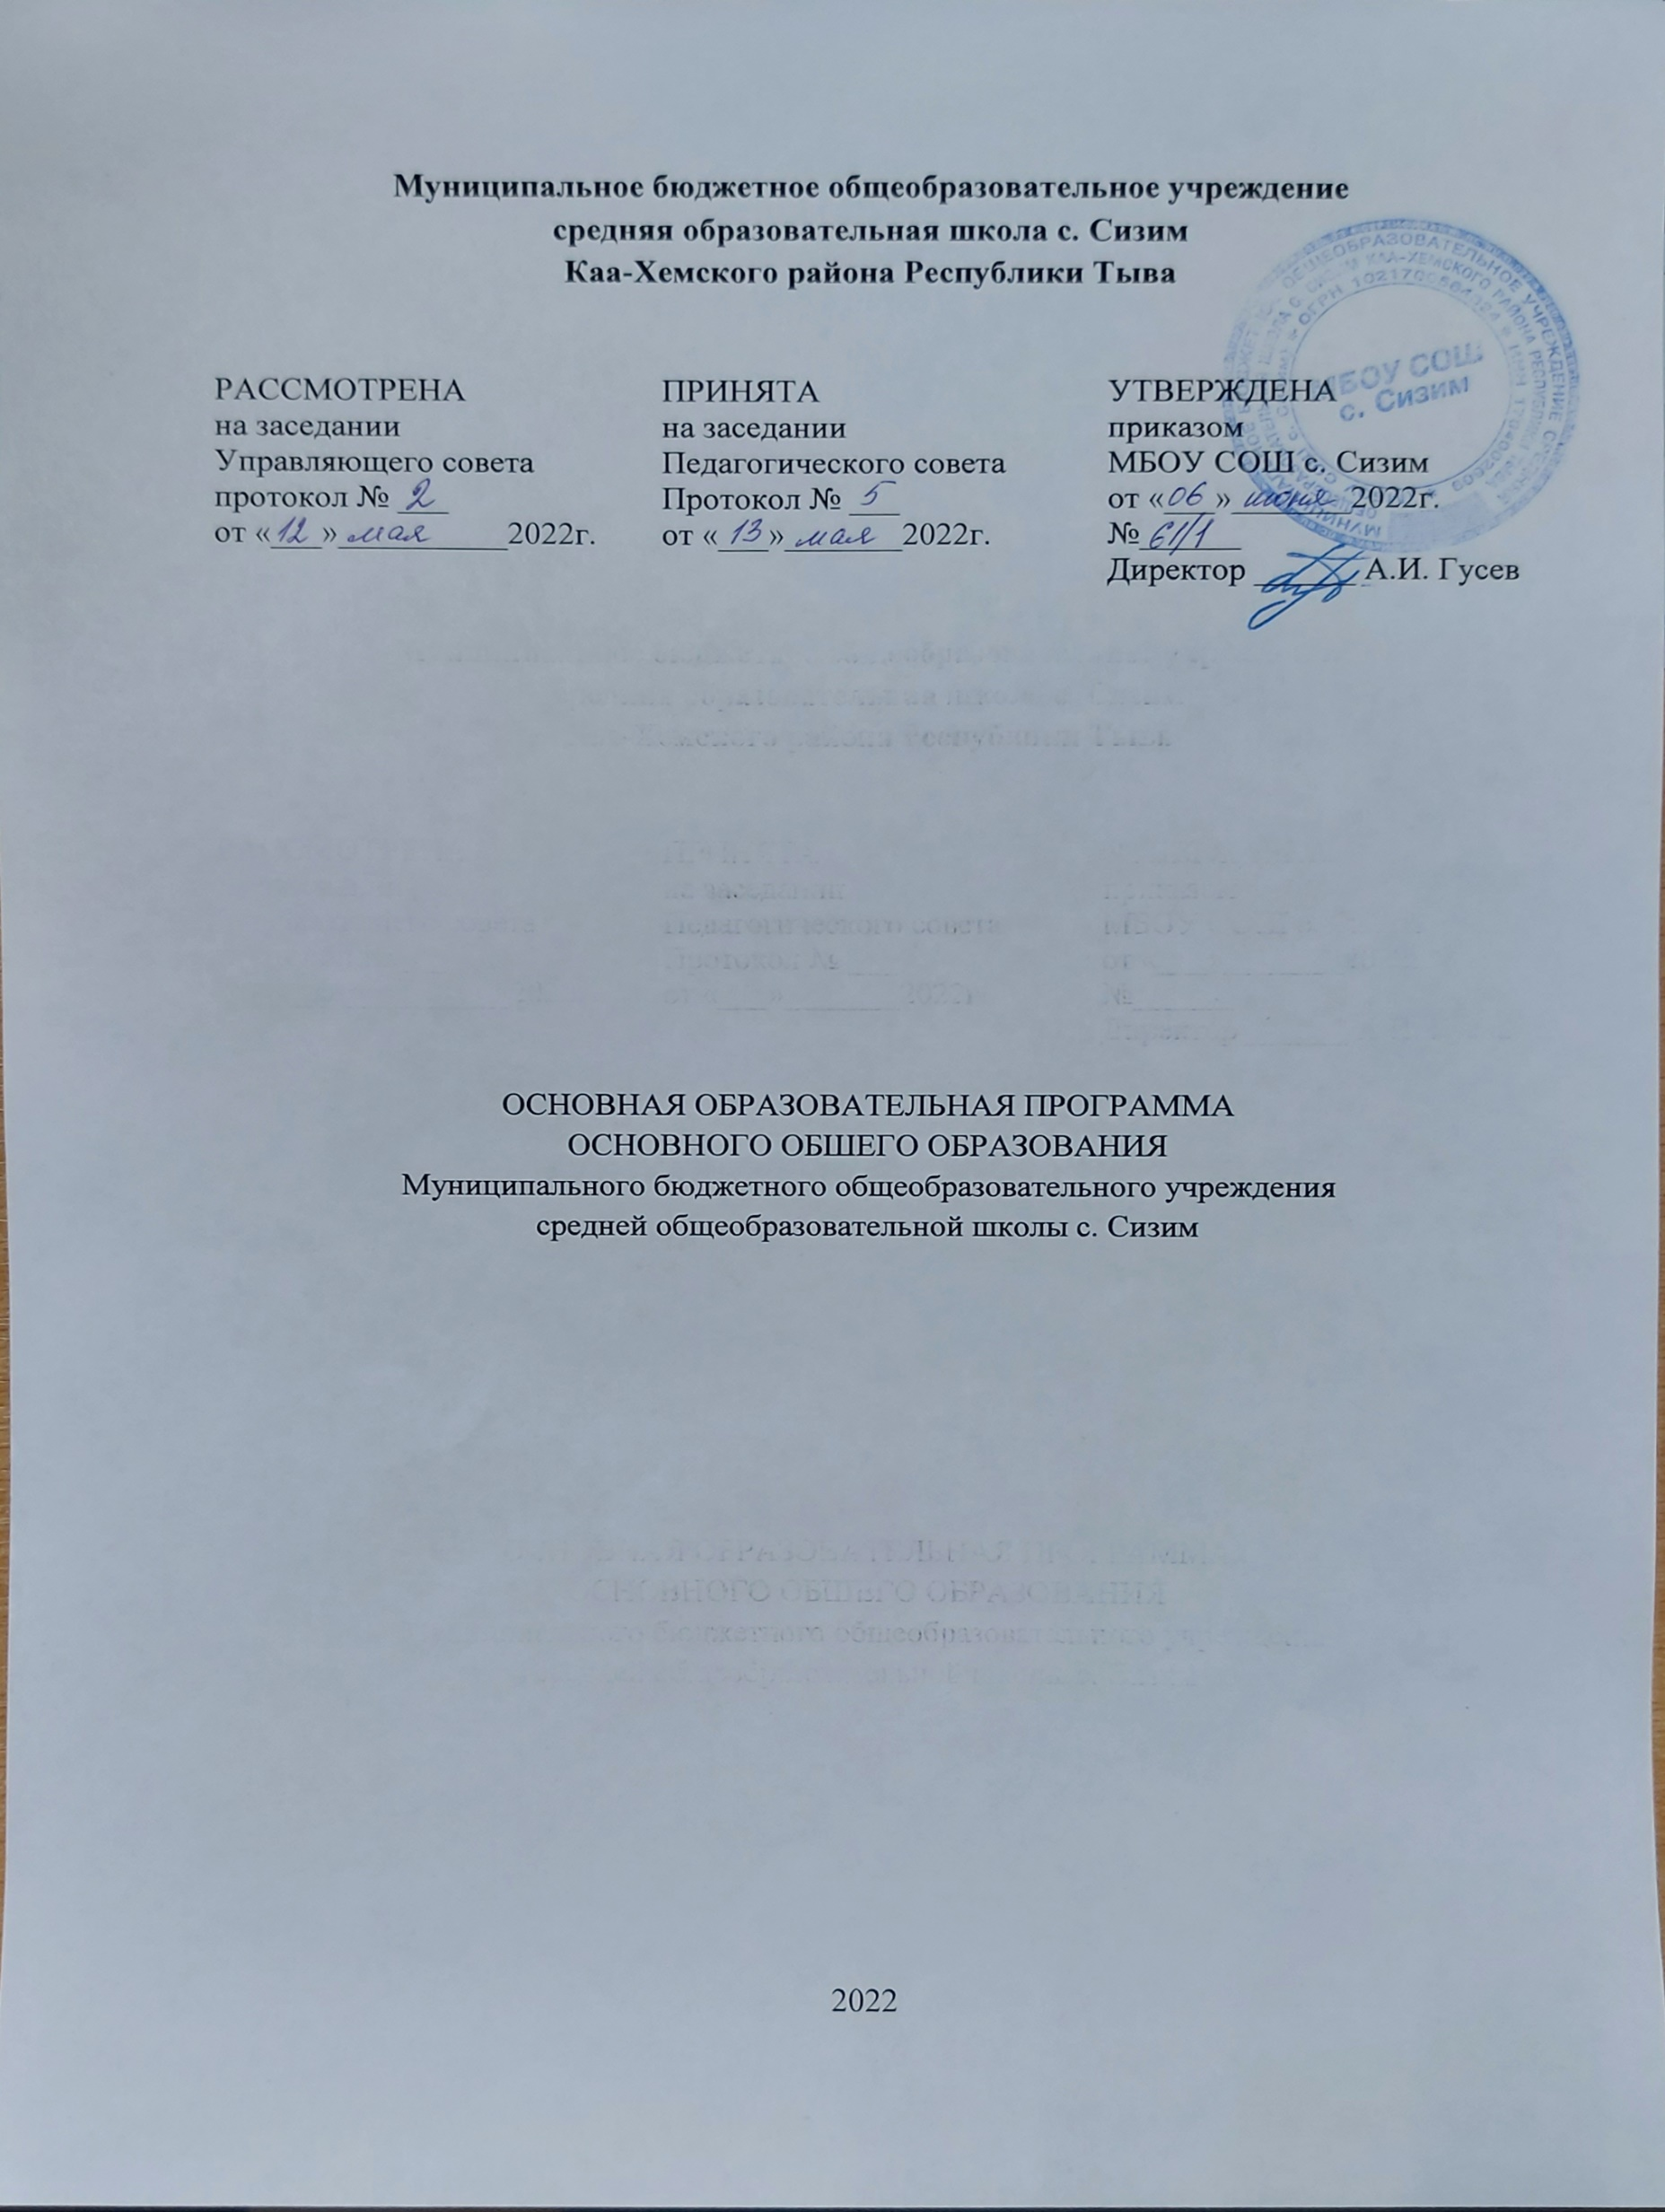 Муниципальное бюджетное общеобразовательное учреждение
средняя образовательная школа с. Сизим
Каа-Хемского района Республики Тыва
РАССМОТРЕНА
на заседании
Управляющего совета
протокол № 2
от «12» мая 2022г.
ПРИНЯТА
на заседании
Педагогического совета
Протокол № 5
от «13» мая 2022г.
УТВЕРЖДЕНА
приказом
МБОУ СОШ с. Сизим
от «06» июня 2022г.
№ 61/1
Директор А.И. Гусев
МБОУ СОШ
с. Сизим
ОСНОВНАЯ ОБРАЗОВАТЕЛЬНАЯ ПРОГРАММА
ОСНОВНОГО ОБШЕГО ОБРАЗОВАНИЯ
Муниципального бюджетного общеобразовательного учреждения
средней общеобразовательной школы с. Сизим
2022